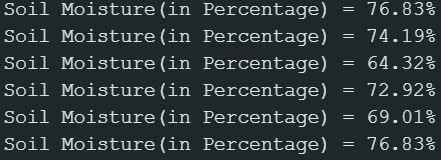 Soil Moisture(in Percentage) = 76.83%
Soil Moisture(in Percentage) = 74.19%
Soil Moisture(in Percentage) = 64.32%
Soil Moisture(in Percentage) = 72.92%
Soil Moisture(in Percentage) = 69.01%
Soil Moisture(in Percentage) = 76.83%